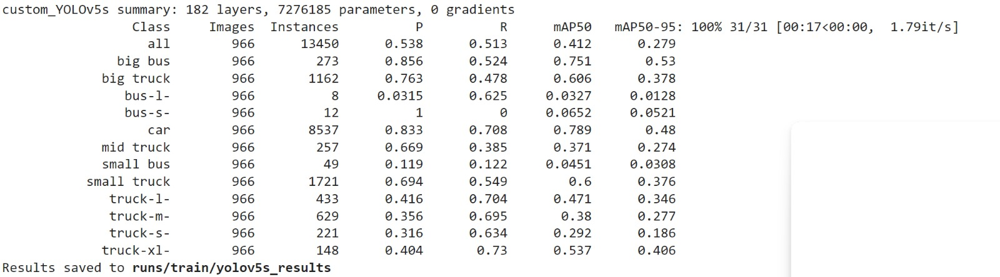 custom_YOLOv5s summary: 182 layers, 7276185 parameters, 0 gradients
Class Images Instances P R mAP50 mAP50-95: 100% 31/31 [00:17<00:00, 1.79it/s]
all 966 13450 0.538 0.513 0.412 0.279
big bus 966 273 0.856 0.524 0.751 0.53
big truck 966 1162 0.763 0.478 0.606 0.378
bus-l- 966 8 0.0315 0.625 0.0327 0.0128
bus-s- 966 12 1 0 0.0652 0.0521
car 966 8537 0.833 0.708 0.789 0.48
mid truck 966 257 0.669 0.385 0.371 0.274
small bus 966 49 0.119 0.122 0.0451 0.0308
small truck 966 1721 0.694 0.549 0.6 0.376
truck-l- 966 433 0.416 0.704 0.471 0.346
truck-m- 966 629 0.356 0.695 0.38 0.277
truck-s- 966 221 0.316 0.634 0.292 0.186
truck-xl- 966 148 0.404 0.73 0.537 0.406
Results saved to runs/train/yolov5s_results